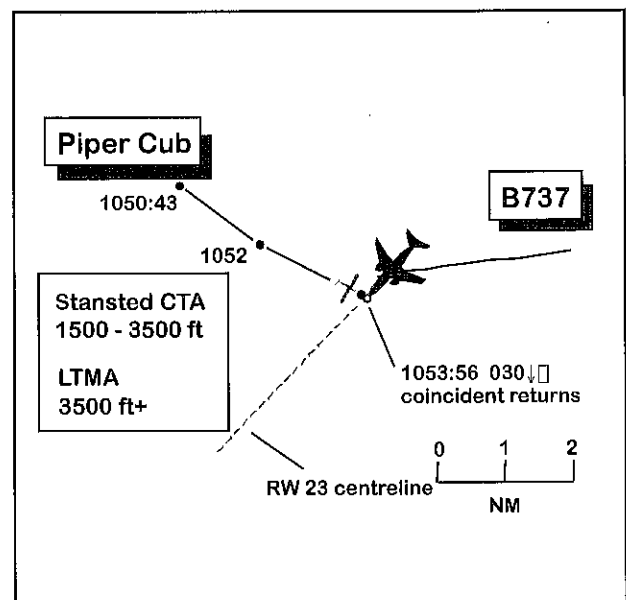 Piper Cub
1050:43
B737
1052
Stansted CTA
1500 - 3500 ft
LTMA
3500 ft+
1053:56 030↓▯
coincident returns
RW 23 centreline
0 1 2
NM